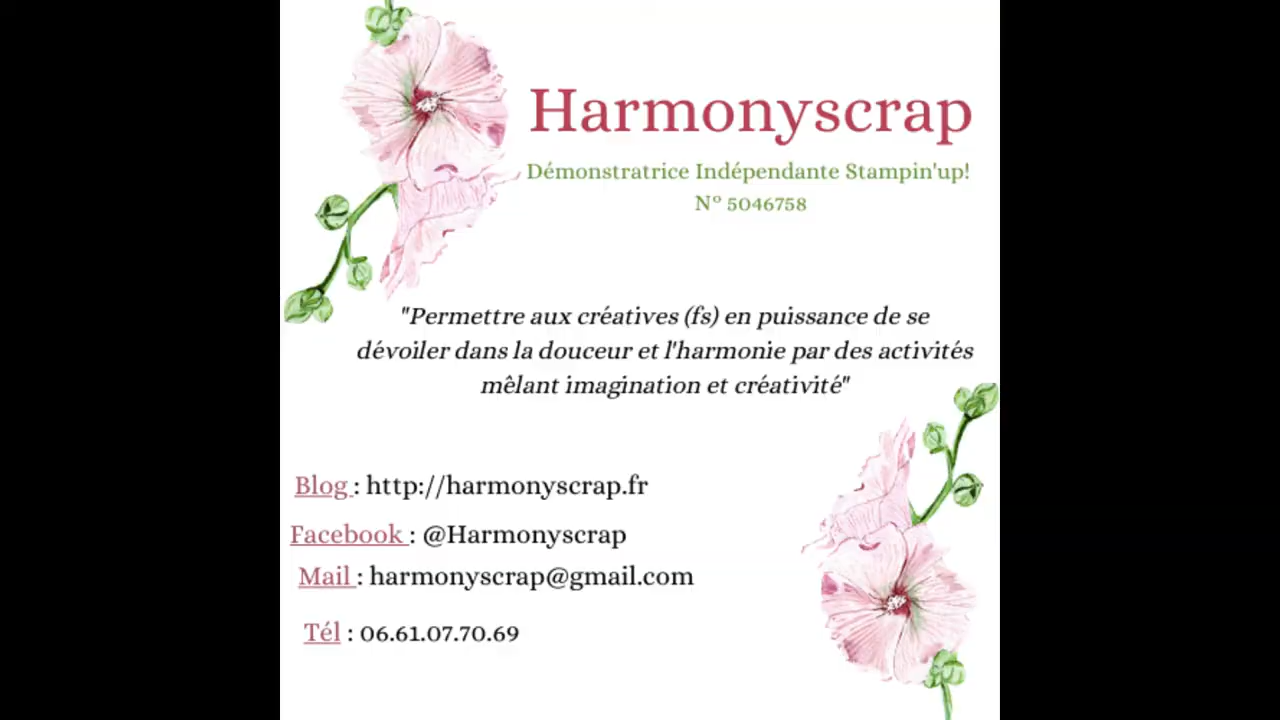 Harmonyscrap
Démonstratrice Indépendante Stampin'up!
N° 5046758
"Permettre aux créatives (fs) en puissance de se
dévoiler dans la douceur et l'harmonie par des activités
mêlant imagination et créativité"
Blog : http://harmonyscrap.fr
Facebook : @Harmonyscrap
Mail : harmonyscrap@gmail.com
Tél : 06.61.07.70.69